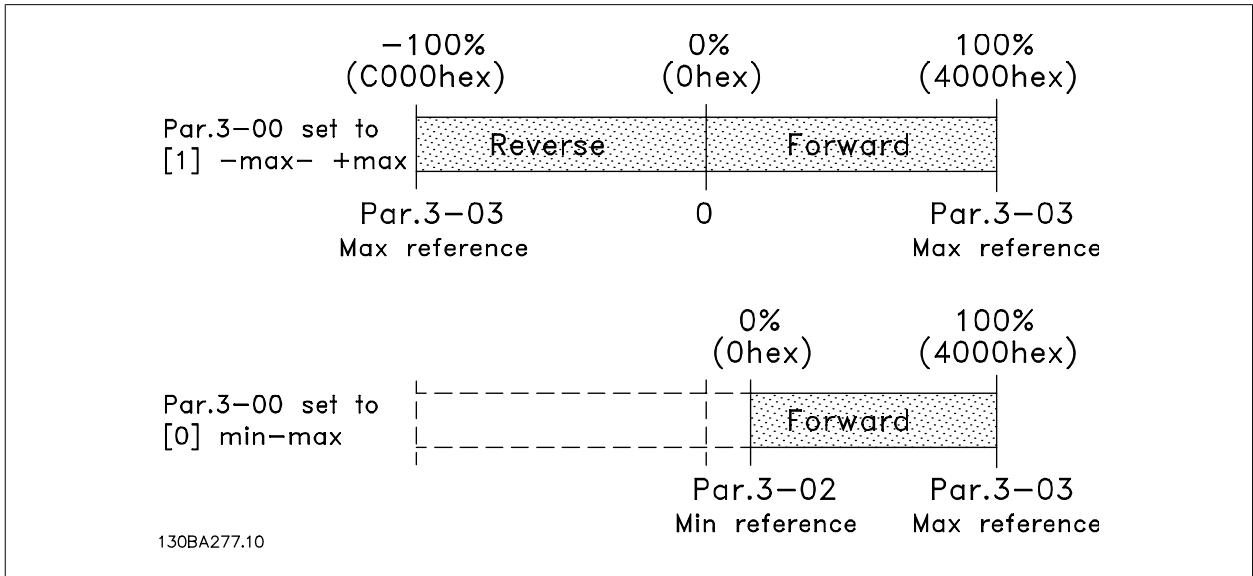 -100%
(C000hex)
0%
(0hex)
100%
(4000hex)
Par.3-00 set to
[1] -max- +max
Reverse
Forward
Par.3-03
Max reference
0
Par.3-03
Max reference
0%
(0hex)
100%
(4000hex)
Par.3-00 set to
[0] min-max
Forward
Par.3-02
Min reference
Par.3-03
Max reference
130BA277.10